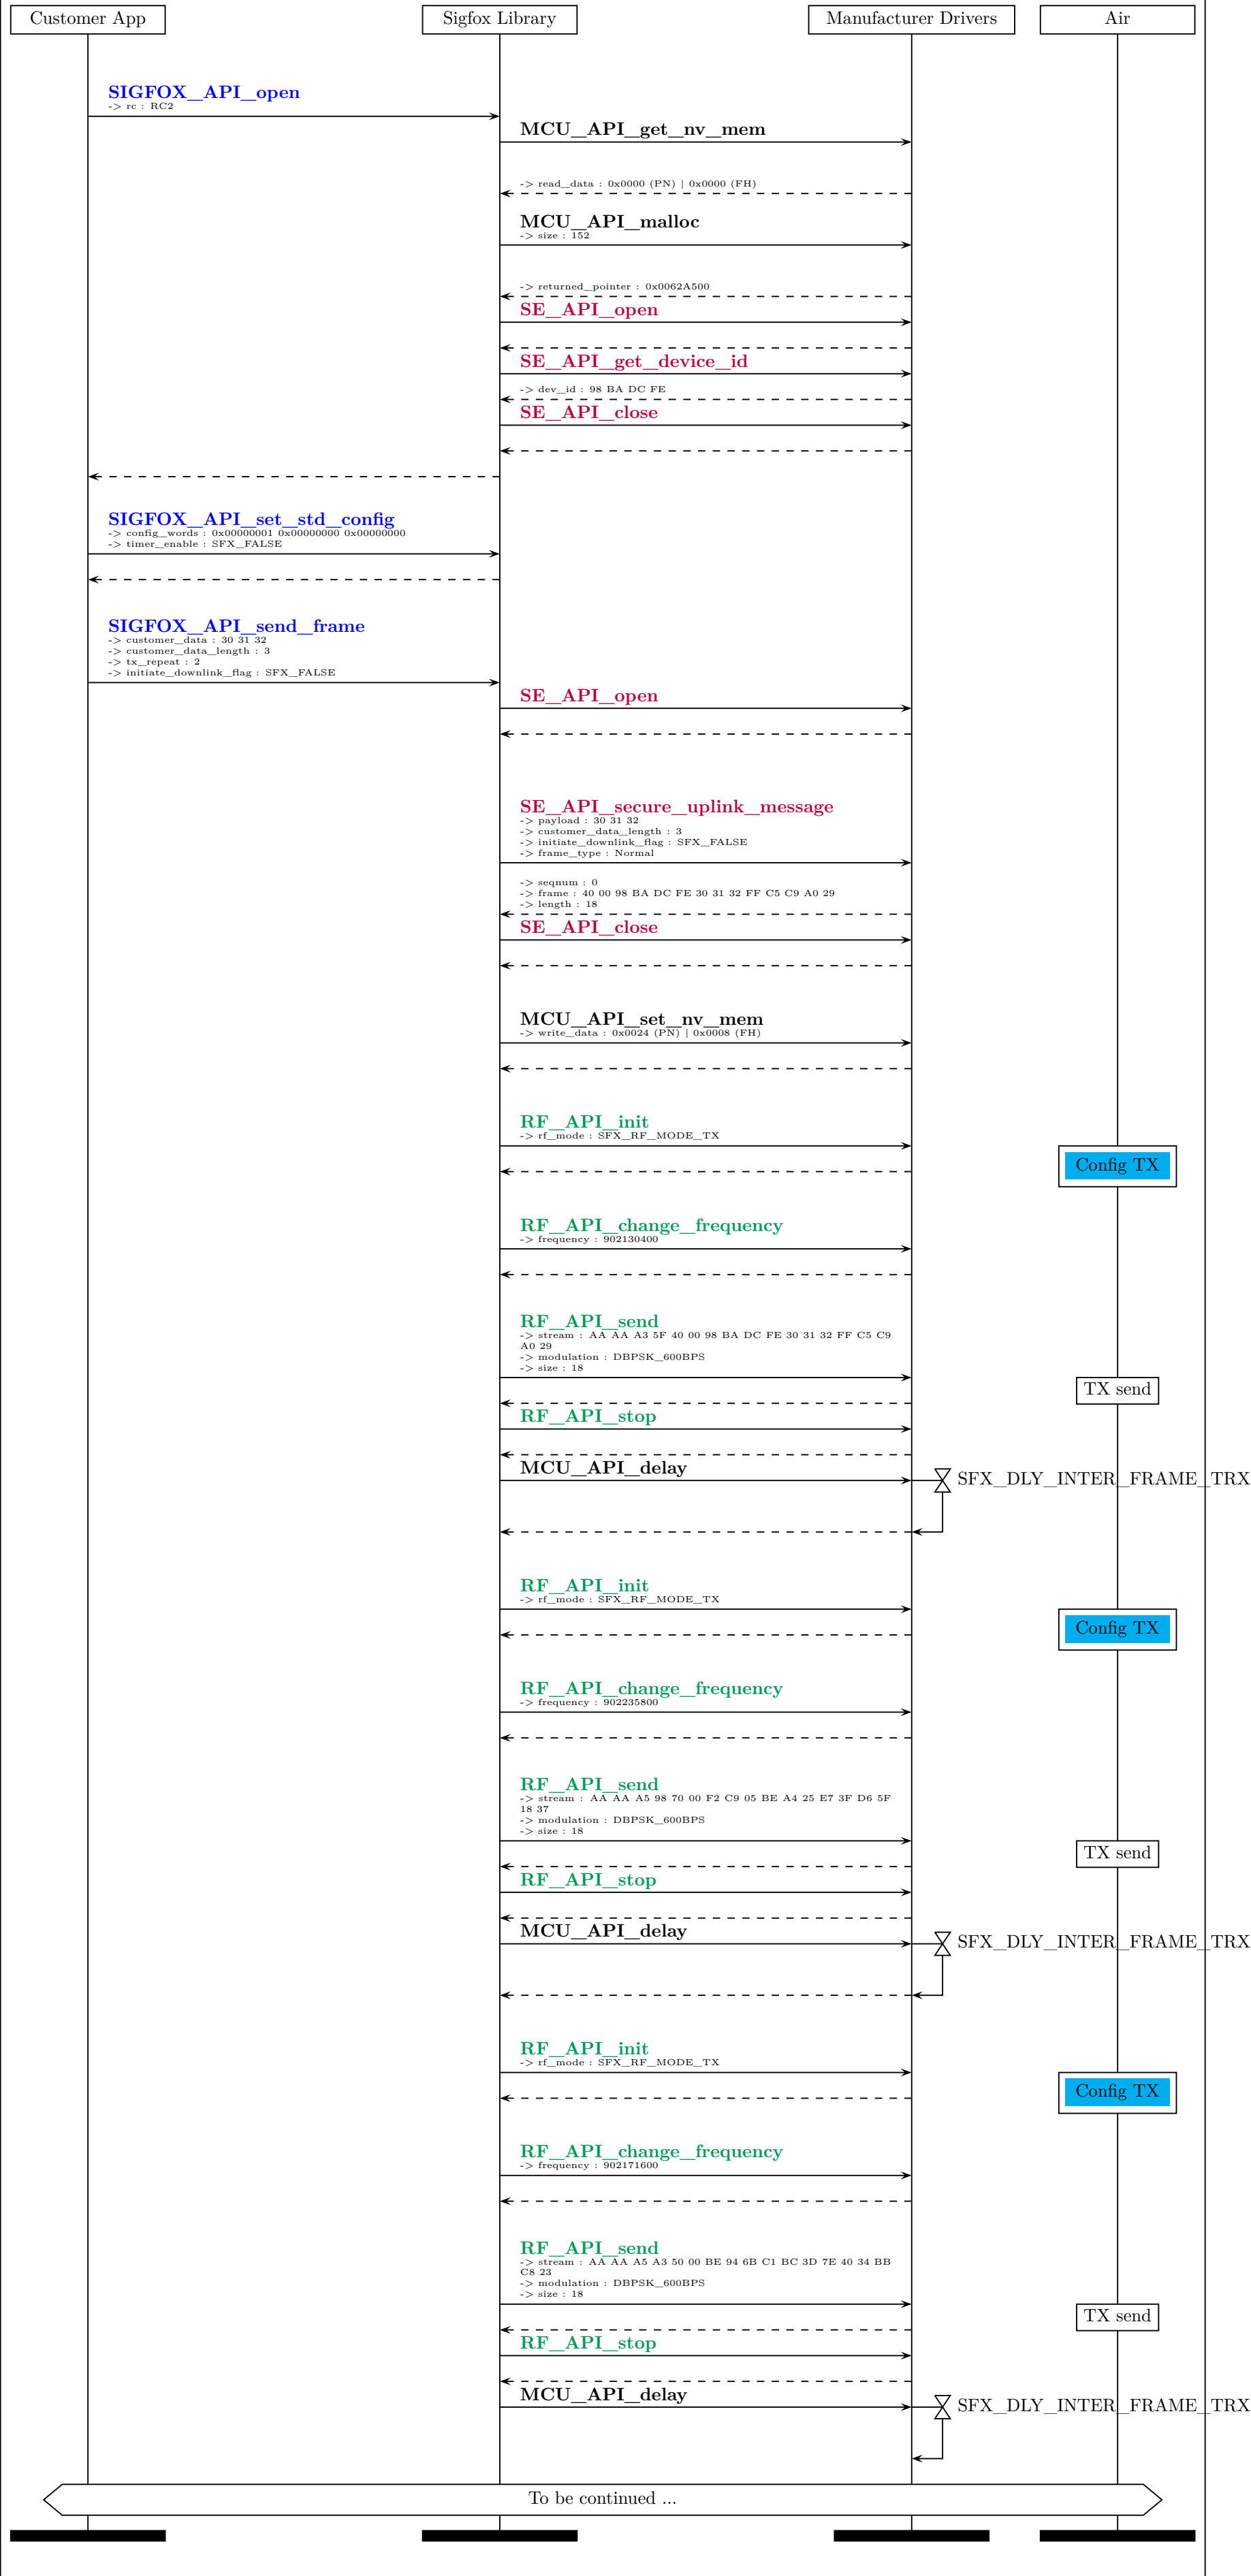 Customer App
Sigfox Library
Manufacturer Drivers
Air
SIGFOX_API_open
-> rc : RC2
MCU_API_get_nv_mem
-> read_data : 0x0000 (PN) | 0x0000 (FH)
MCU_API_malloc
-> size : 152
-> returned_pointer : 0x0062A500
SE_API_open
SE_API_get_device_id
-> dev_id : 98 BA DC FE
SE_API_close
SIGFOX_API_set_std_config
-> config_words : 0x00000001 0x00000000 0x00000000
-> timer_enable : SFX_FALSE
SIGFOX_API_send_frame
-> customer_data : 30 31 32
-> customer_data_length : 3
-> tx_repeat : 2
-> initiate_downlink_flag : SFX_FALSE
SE_API_open
SE_API_secure_uplink_message
-> payload : 30 31 32
-> customer_data_length : 3
-> initiate_downlink_flag : SFX_FALSE
-> frame_type : Normal
-> seqnum : 0
-> frame : 40 00 98 BA DC FE 30 31 32 FF C5 C9 A0 29
-> length : 18
SE_API_close
MCU_API_set_nv_mem
-> write_data : 0x0024 (PN) | 0x0008 (FH)
RF_API_init
-> rf_mode : SFX_RF_MODE_TX
Config TX
RF_API_change_frequency
-> frequency : 902130400
RF_API_send
-> stream : AA AA A3 5F 40 00 98 BA DC FE 30 31 32 FF C5 C9
A0 29
-> modulation : DBPSK_600BPS
-> size : 18
TX send
RF_API_stop
MCU_API_delay
SFX_DLY_INTER_FRAME_TRX
RF_API_init
-> rf_mode : SFX_RF_MODE_TX
Config TX
RF_API_change_frequency
-> frequency : 902235800
RF_API_send
-> stream : AA AA A5 98 70 00 F2 C9 05 BE A4 25 E7 3F D6 5F
18 37
-> modulation : DBPSK_600BPS
-> size : 18
TX send
RF_API_stop
MCU_API_delay
SFX_DLY_INTER_FRAME_TRX
RF_API_init
-> rf_mode : SFX_RF_MODE_TX
Config TX
RF_API_change_frequency
-> frequency : 902171600
RF_API_send
-> stream : AA AA A5 A3 50 00 BE 94 6B C1 BC 3D 7E 40 34 BB
C8 23
-> modulation : DBPSK_600BPS
-> size : 18
TX send
RF_API_stop
MCU_API_delay
SFX_DLY_INTER_FRAME_TRX
To be continued ...